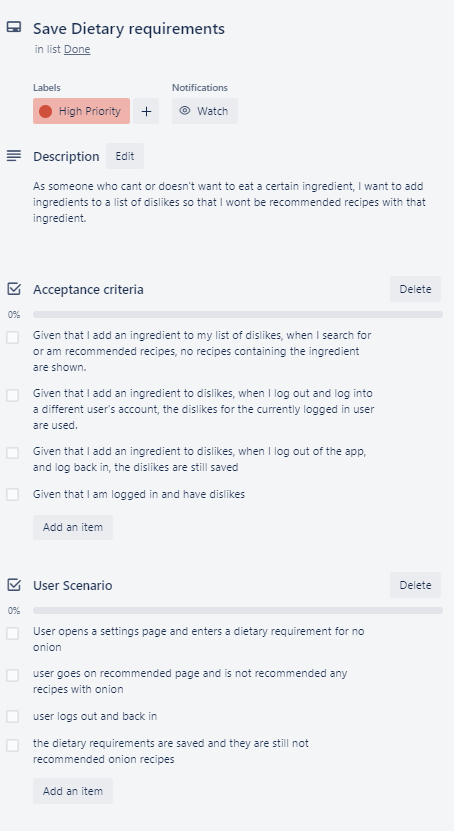 Save Dietary requirements
in list Done
Labels
Notifications
High Priority
+
Watch
Description
Edit
As someone who cant or doesn't want to eat a certain ingredient, I want to add
ingredients to a list of dislikes so that I wont be recommended recipes with that
ingredient.
Acceptance criteria
Delete
0%
Given that I add an ingredient to my list of dislikes, when I search for
or am recommended recipes, no recipes containing the ingredient
are shown.
Given that I add an ingredient to dislikes, when I log out and log into
a different user's account, the dislikes for the currently logged in user
are used.
Given that I add an ingredient to dislikes, when I log out of the app,
and log back in, the dislikes are still saved
Given that I am logged in and have dislikes
Add an item
User Scenario
Delete
0%
User opens a settings page and enters a dietary requirement for no
onion
user goes on recommended page and is not recommended any
recipes with onion
user logs out and back in
the dietary requirements are saved and they are still not
recommended onion recipes
Add an item